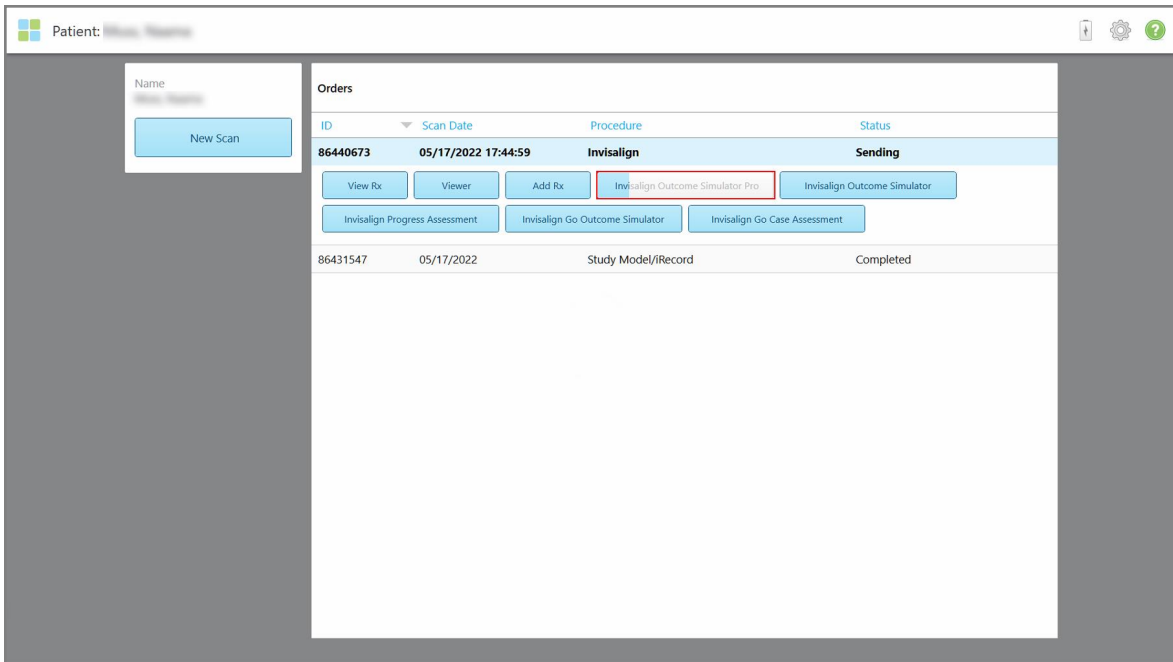 Patient:
Name
New Scan
Orders
ID Scan Date Procedure Status
86440673 05/17/2022 17:44:59 Invisalign Sending
View Rx Viewer Add Rx Invisalign Outcome Simulator Pro Invisalign Outcome Simulator
Invisalign Progress Assessment Invisalign Go Outcome Simulator Invisalign Go Case Assessment
86431547 05/17/2022 Study Model/iRecord Completed